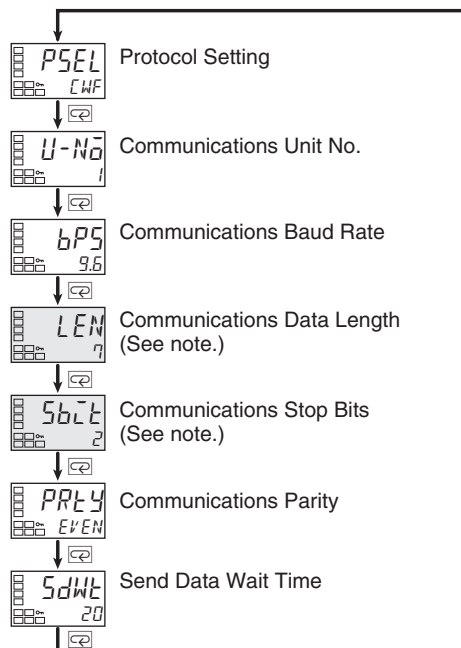 PSEL
CWF
Protocol Setting
U-No
1
Communications Unit No.
bPS
9.6
Communications Baud Rate
LEN
7
Communications Data Length
(See note.)
Sbit
2
Communications Stop Bits
(See note.)
PRtY
EVEN
Communications Parity
SdWt
20
Send Data Wait Time